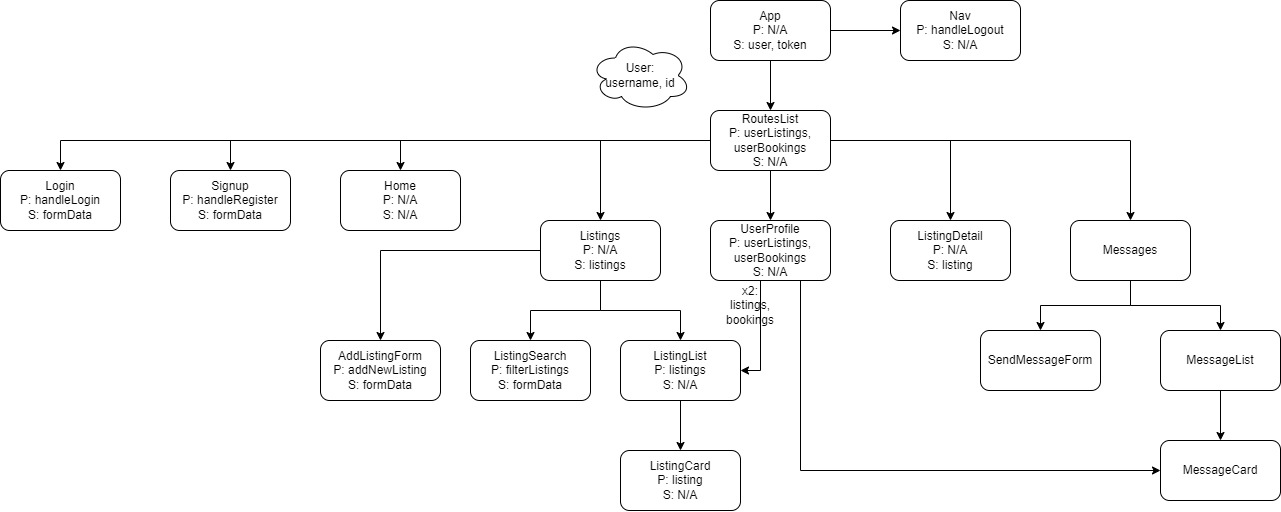 App
P: N/A
S: user, token
Nav
P: handleLogout
S: N/A
User:
username, id
RoutesList
P: userListings,
userBookings
S: N/A
Login
P: handleLogin
S: formData
Signup
P: handleRegister
S: formData
Home
P: N/A
S: N/A
Listings
P: N/A
S: listings
UserProfile
P: userListings,
userBookings
S: N/A
ListingDetail
P: N/A
S: listing
Messages
x2:
listings,
bookings
AddListingForm
P: addNewListing
S: formData
ListingSearch
P: filterListings
S: formData
ListingList
P: listings
S: N/A
SendMessageForm
MessageList
ListingCard
P: listing
S: N/A
MessageCard